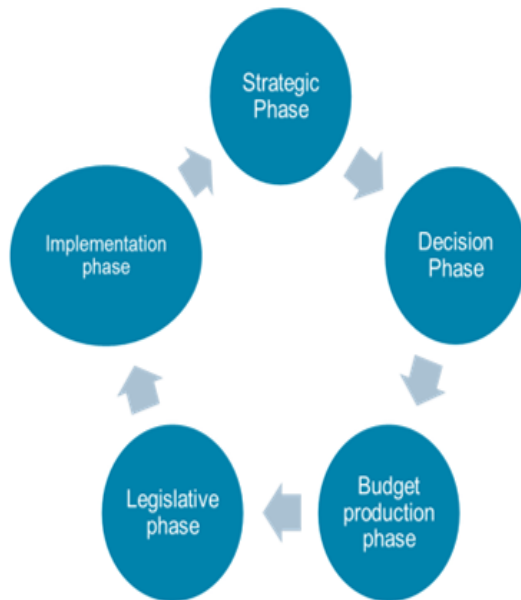 Strategic
Phase
Decision
Phase
Budget
production
phase
Legislative
phase
Implementation
phase